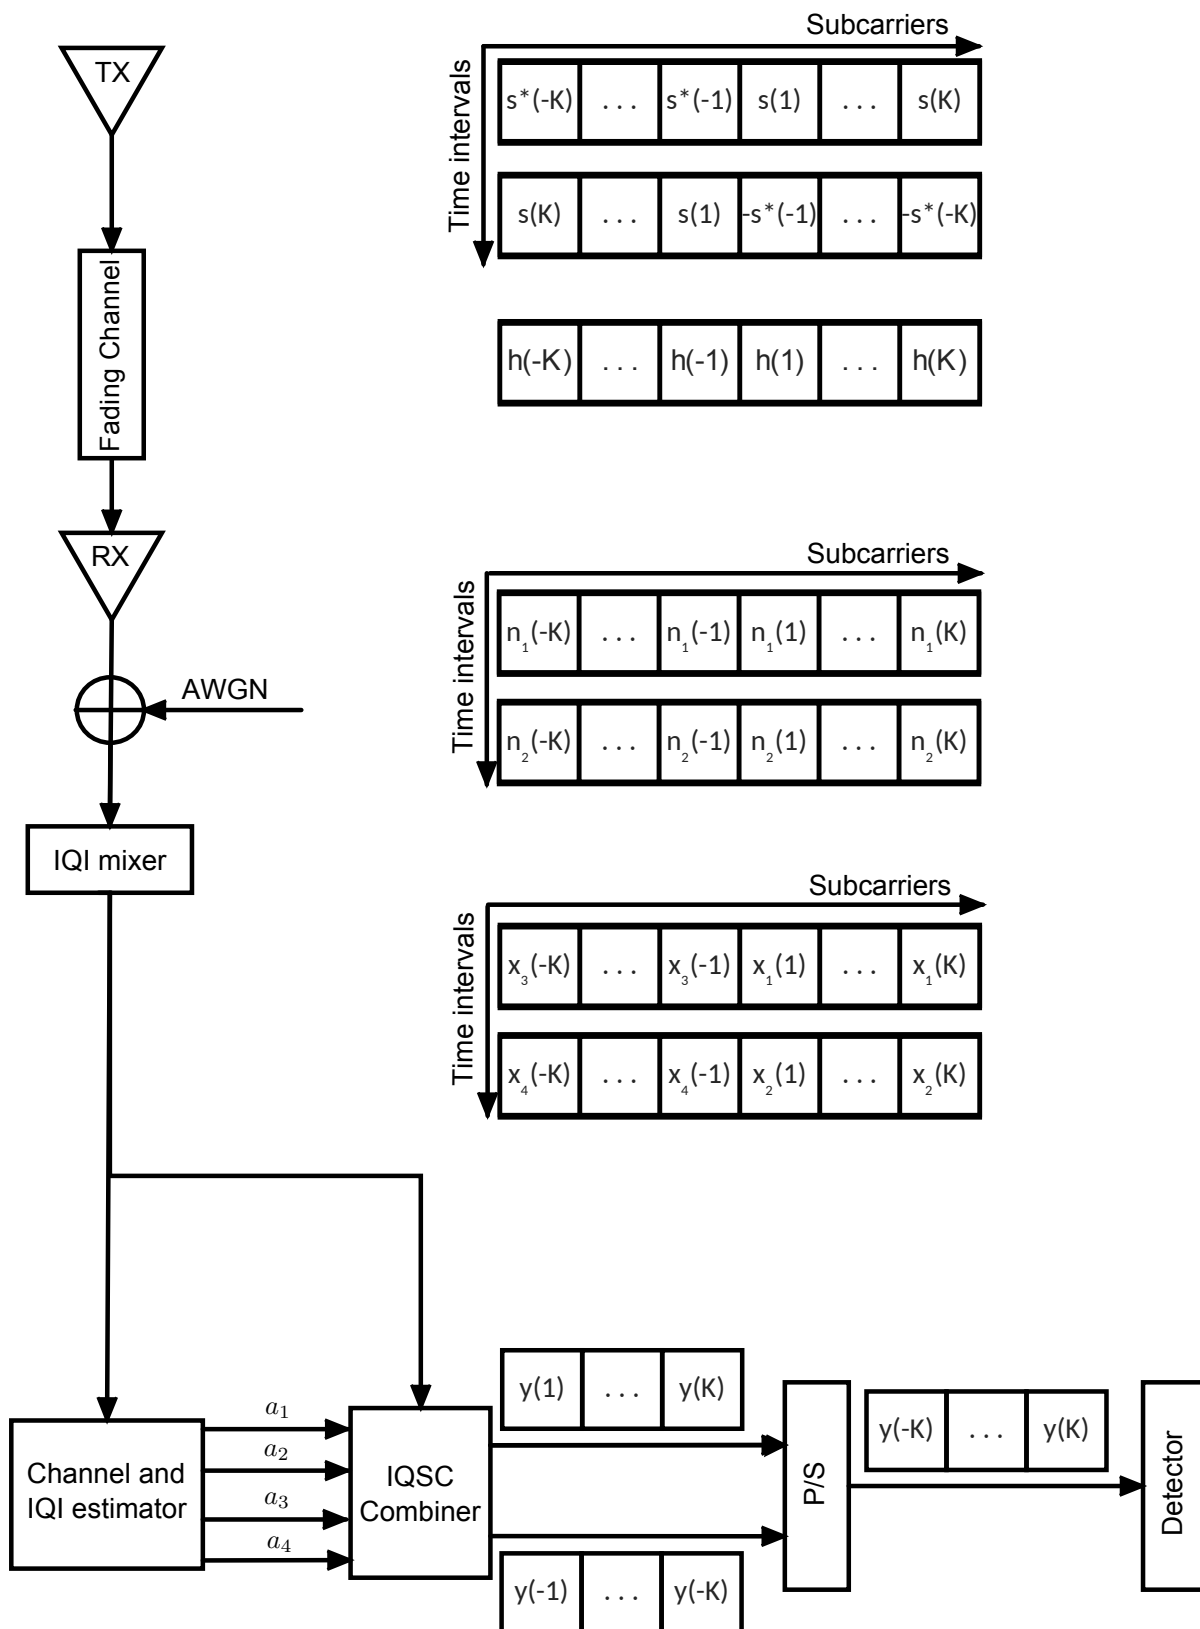 Subcarriers
TX
Time intervals
s*(-K) ... s*(-1) s(1) ... s(K)
s(K) ... s(1) -s*(-1) ... -s*(-K)
Fading Channel
h(-K) ... h(-1) h(1) ... h(K)
RX
Subcarriers
Time intervals
n₁(-K) ... n₁(-1) n₁(1) ... n₁(K)
AWGN
n₂(-K) ... n₂(-1) n₂(1) ... n₂(K)
IQI mixer
Subcarriers
Time intervals
x₃(-K) ... x₃(-1) x₁(1) ... x₁(K)
x₄(-K) ... x₄(-1) x₂(1) ... x₂(K)
y(1) ... y(K)
a₁
a₂
a₃
a₄
Channel and
IQI estimator
IQSC
Combiner
P/S
y(-K) ... y(K)
Detector
y(-1) ... y(-K)